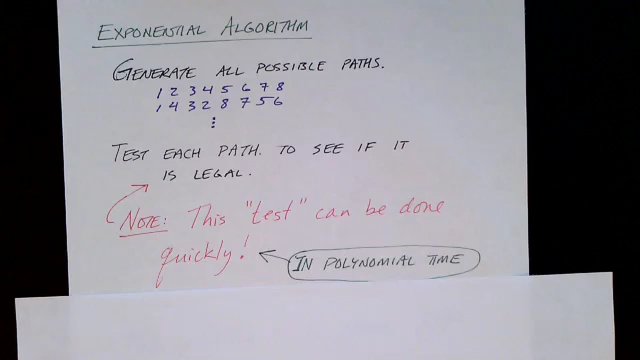 EXPONENTIAL ALGORITHM
GENERATE ALL POSSIBLE PATHS.
1 2 3 4 5 6 7 8
1 4 3 2 8 7 5 6
⋮
TEST EACH PATH. TO SEE IF IT
IS LEGAL.
NOTE: This "test" can be done
quickly!
IN POLYNOMIAL TIME